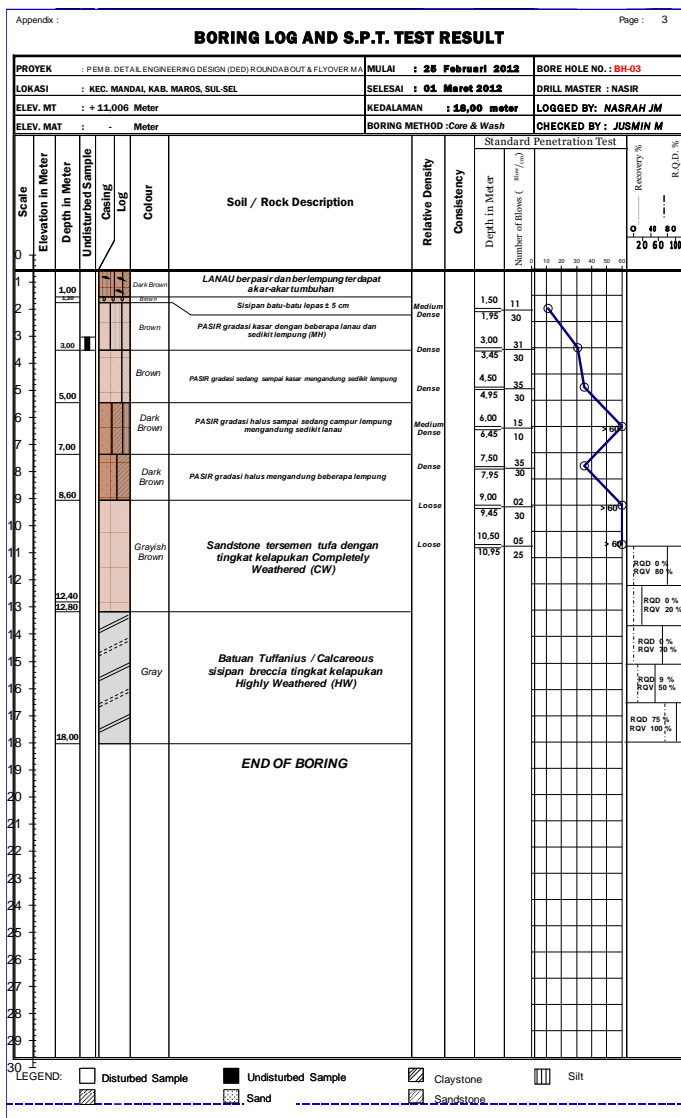 Appendix :
Page : 3
BORING LOG AND S.P.T. TEST RESULT
PROYEK : PEMB. DETAIL ENGINEERING DESIGN (DED) ROUNDABOUT & FLYOVER MA
MULAI : 25 Februari 2012
BORE HOLE NO. : BH-03
LOKASI : KEC. MANDAI, KAB. MAROS, SUL-SEL
SELESAI : 01 Maret 2012
DRILL MASTER : NASIR
ELEV. MT : + 11,006 Meter
KEDALAMAN : 18,00 meter
LOGGED BY: NASRAH JM
ELEV. MAT : - Meter
BORING METHOD :Core & Wash
CHECKED BY : JUSMIN M
Scale
Elevation in Meter
Depth in Meter
Undisturbed Sample
Casing
Log
Colour
Soil / Rock Description
Relative Density
Consistency
Standard Penetration Test
Depth in Meter
Number of Blows ( Blow/cm)
Recovery %
R.Q.D. %
0 40 80
20 60 100
0 10 20 30 40 50 60
0
1
2
3
4
5
6
7
8
9
10
11
12
13
14
15
16
17
18
19
20
21
22
23
24
25
26
27
28
29
30
1,00
1,20
3,00
5,00
7,00
8,60
12,40
12,80
18,00
Dark Brown
Brown
Brown
Brown
Dark
Brown
Dark
Brown
Grayish
Brown
Gray
LANAU berpasir dan berlempung terdapat
akar-akar tumbuhan
Sisipan batu-batu lepas ± 5 cm
PASIR gradasi kasar dengan beberapa lanau dan
sedikit lempung (MH)
PASIR gradasi sedang sampai kasar mengandung sedikit lempung
PASIR gradasi halus sampai sedang campur lempung
mengandung sedikit lanau
PASIR gradasi halus mengandung beberapa lempung
Sandstone tersemen tufa dengan
tingkat kelapukan Completely
Weathered (CW)
Batuan Tuffanius / Calcareous
sisipan breccia tingkat kelapukan
Highly Weathered (HW)
END OF BORING
Medium
Dense
Dense
Dense
Medium
Dense
Dense
Loose
Loose
1,50 11
1,95 30
3,00 31
3,45 30
4,50 35
4,95 30
6,00 15
6,45 10
7,50 35
7,95 30
9,00 02
9,45 30
10,50 05
10,95 25
> 60
> 60
> 60
RQD 0 %
RQV 80 %
RQD 0 %
RQV 20 %
RQD 0 %
RQV 70 %
RQD 9 %
RQV 50 %
RQD 75 %
RQV 100 %
LEGEND:
Disturbed Sample
Undisturbed Sample
Claystone
Silt
Sand
Sandstone